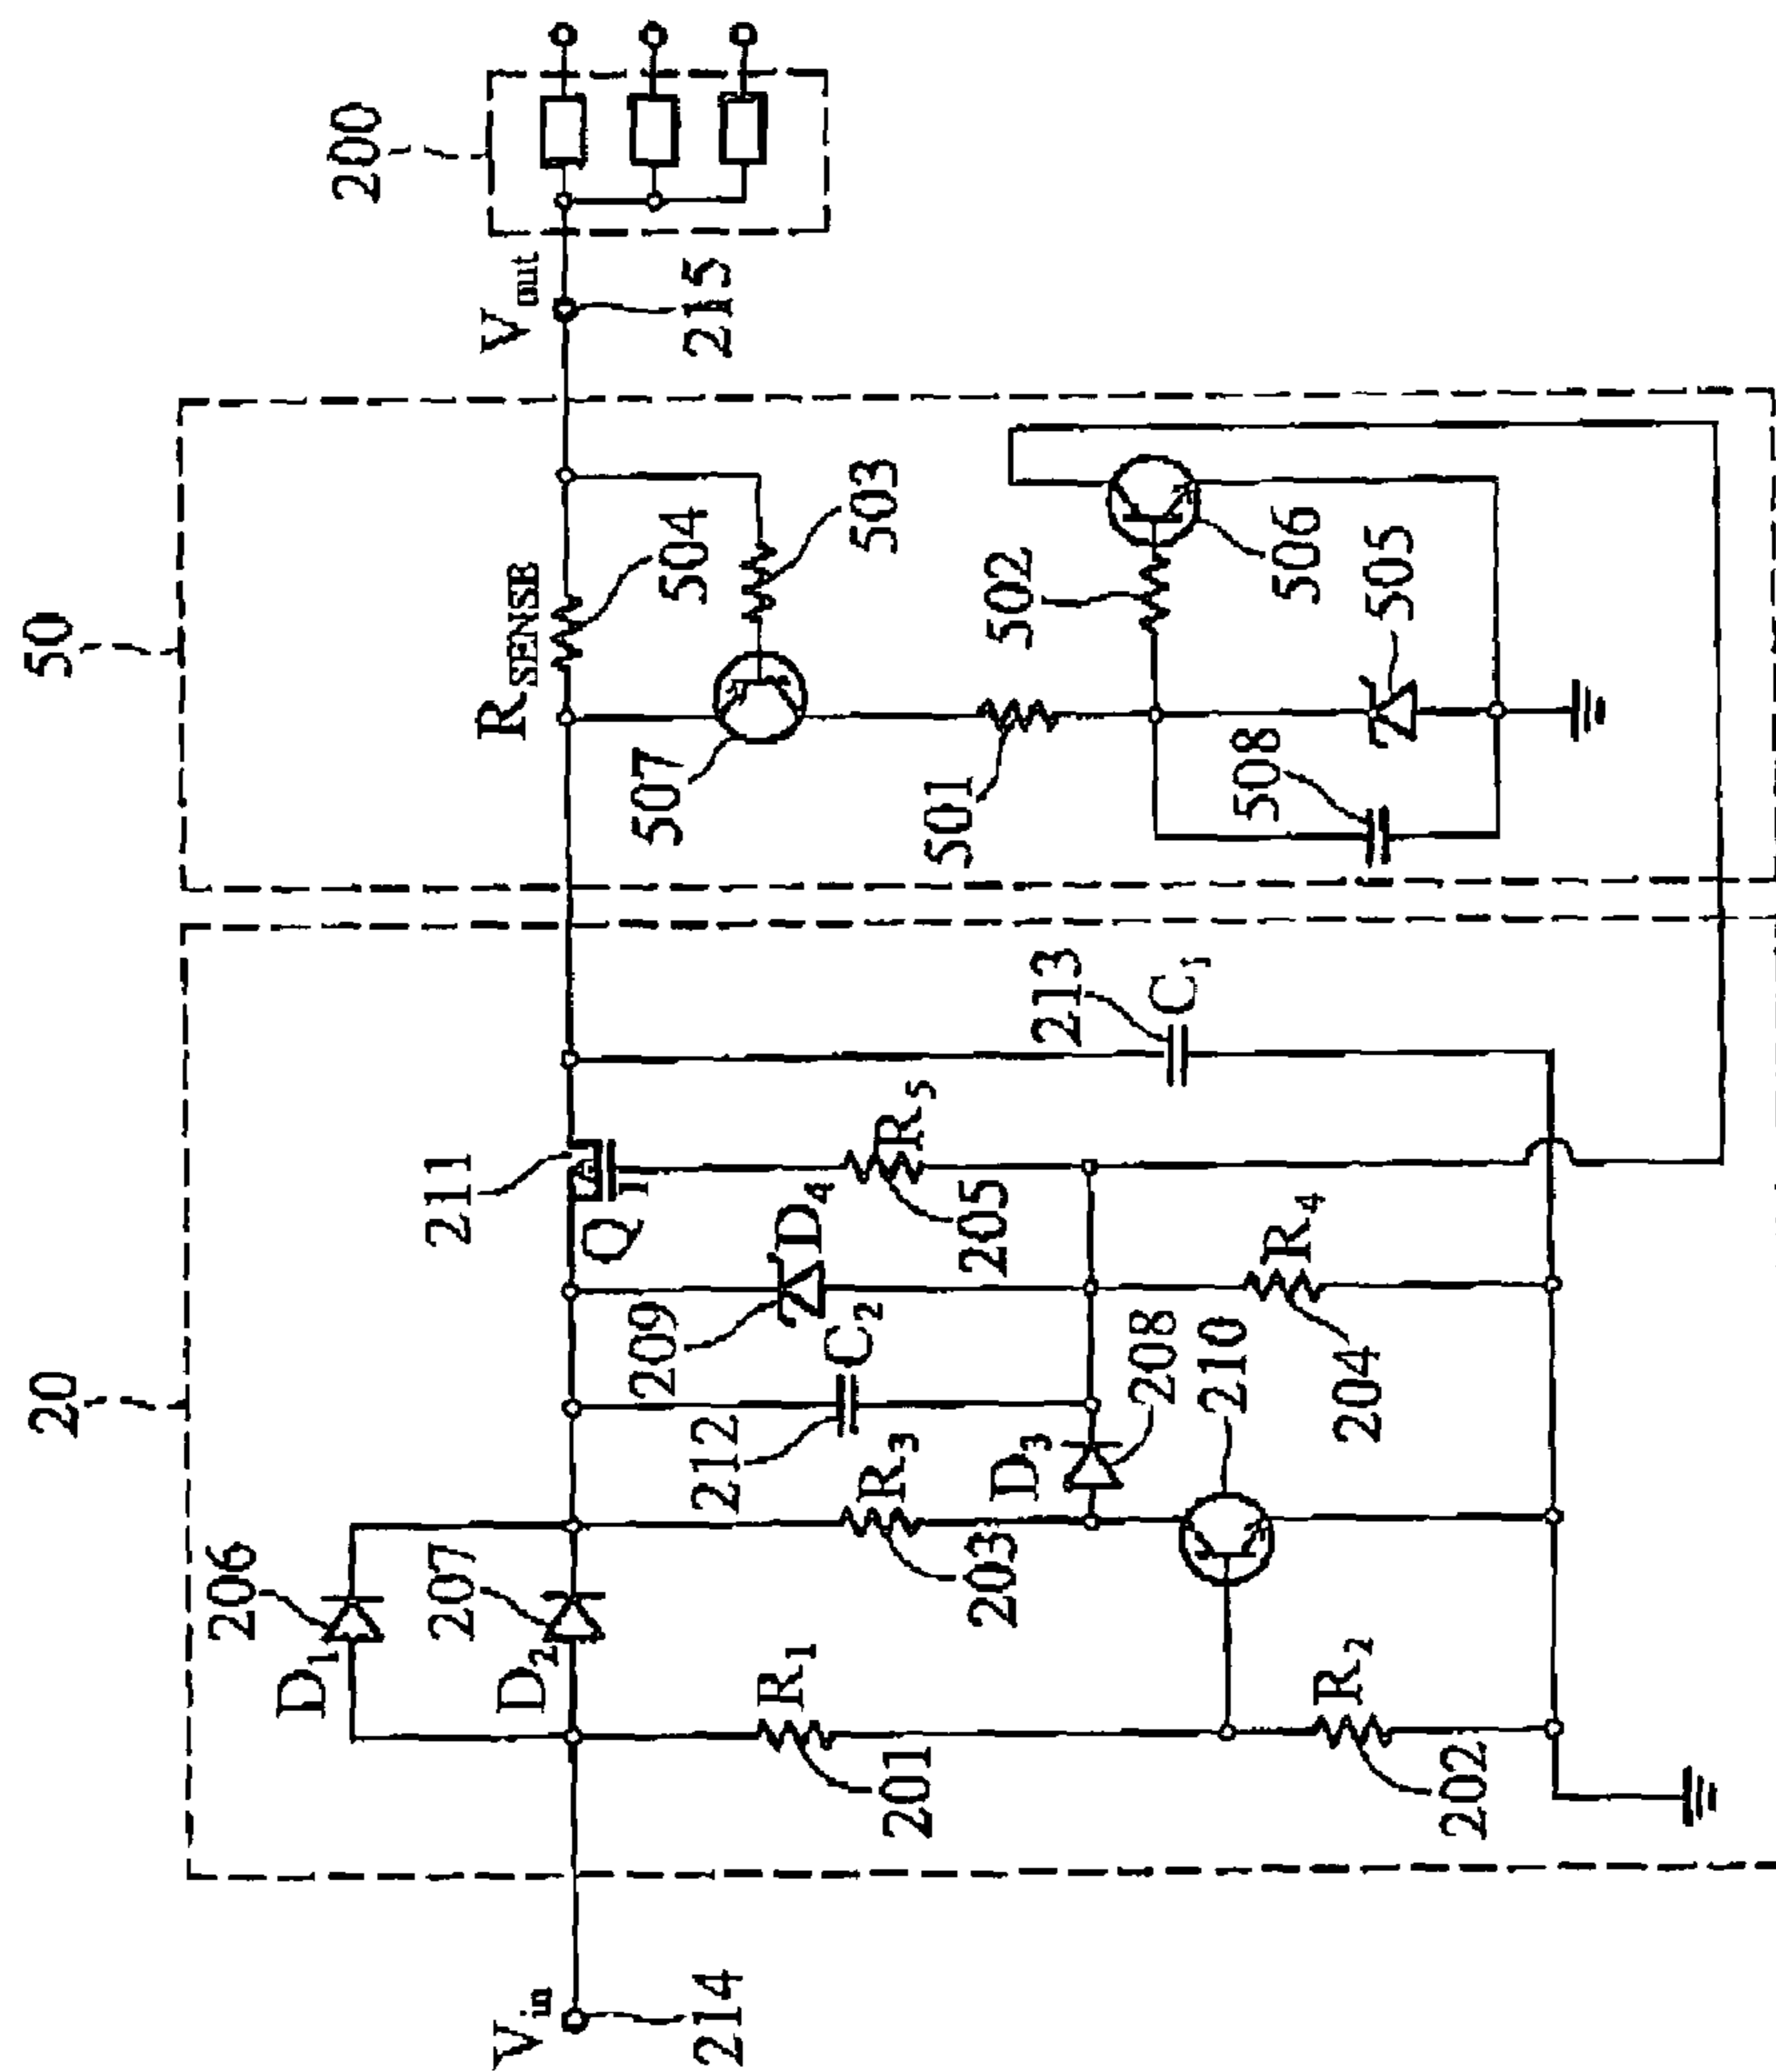 20
50
200
V_in
214
D_1
206
D_2
207
R_1
201
R_2
202
R_3
203
D_3
208
210
212
C_2
209
D_4
R_4
204
Q_1
211
R_5
205
213
C_1
R_SENSE
504
507
503
501
502
506
505
508
V_out
215